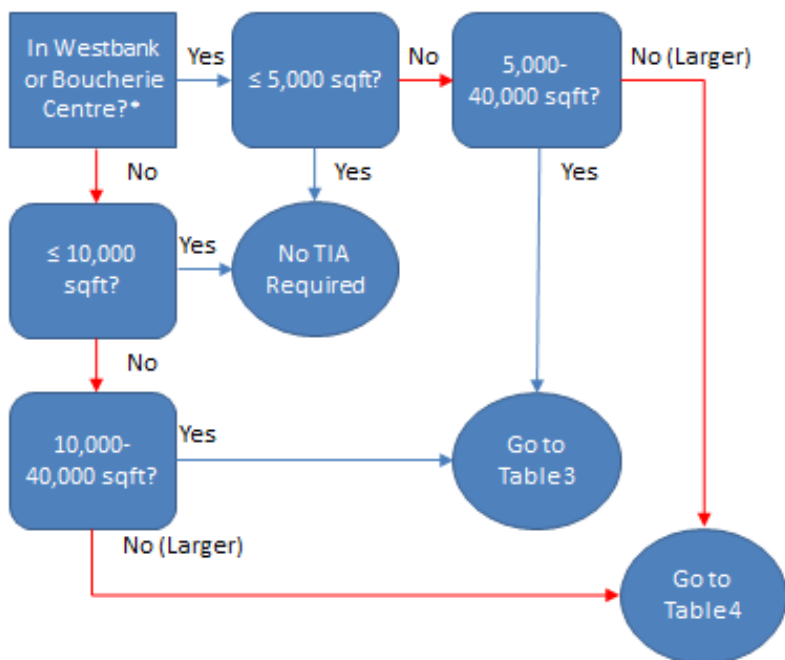 In Westbank
or Boucherie
Centre?*
Yes
≤ 5,000 sqft?
No
5,000-
40,000 sqft?
No (Larger)
No
Yes
Yes
≤ 10,000
sqft?
Yes
No TIA
Required
No
10,000-
40,000 sqft?
Yes
Go to
Table 3
No (Larger)
Go to
Table 4